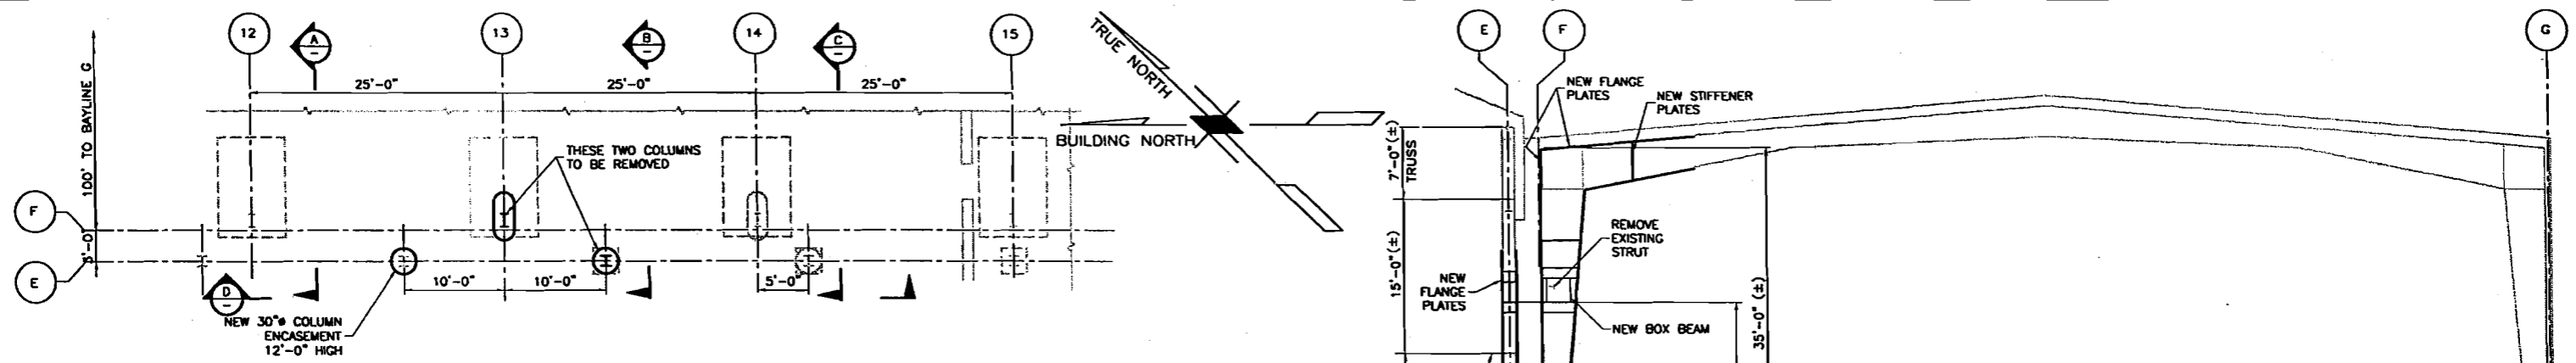 12
A
-
13
B
-
14
C
-
15
25'-0"
25'-0"
25'-0"
100' TO BAYLINE G
THESE TWO COLUMNS
TO BE REMOVED
F
E
10'-0"
10'-0"
5'-0"
D
-
NEW 30"ø COLUMN
ENCASEMENT
12'-0" HIGH
TRUE NORTH
BUILDING NORTH
E
F
G
NEW FLANGE
PLATES
NEW STIFFENER
PLATES
7'-0"(±)
TRUSS
15'-0"(±)
REMOVE
EXISTING
STRUT
NEW
FLANGE
PLATES
NEW BOX BEAM
35'-0" (±)